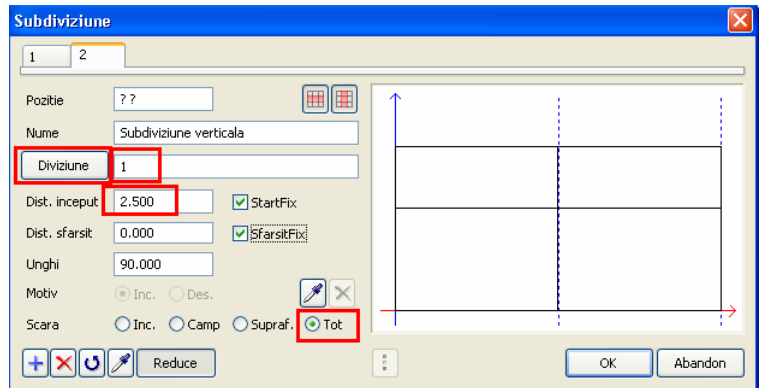 Subdiviziune
1 2
Pozitie ? ?
Nume Subdiviziune verticala
Diviziune 1
Dist. inceput 2.500 StartFix
Dist. sfarsit 0.000 SfarsitFix
Unghi 90.000
Motiv Inc. Des.
Scara Inc. Camp Supraf. Tot
Reduce OK Abandon